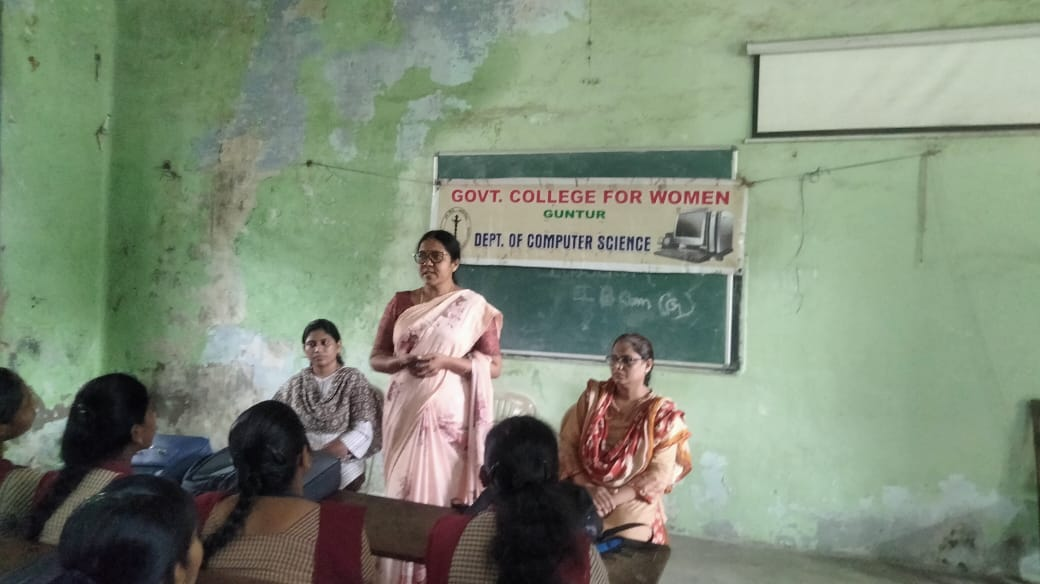 GOVT. COLLEGE FOR WOMEN
GUNTUR
DEPT. OF COMPUTER SCIENCE